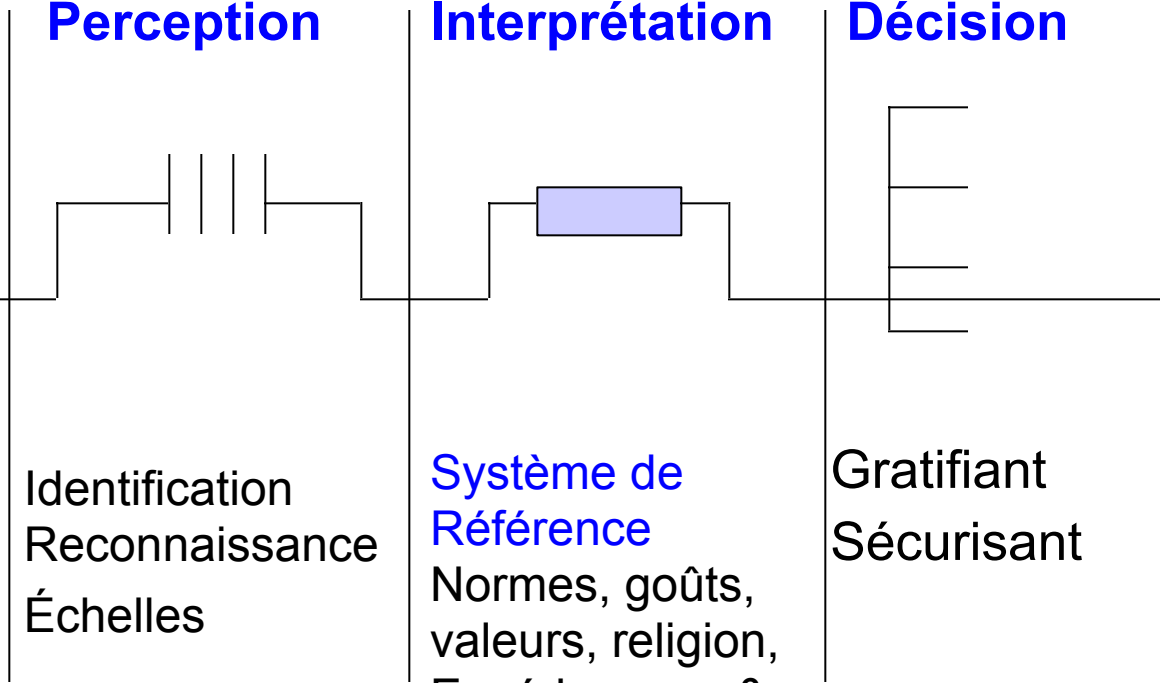 Perception
Identification
Reconnaissance
Échelles
Interprétation
Système de
Référence
Normes, goûts,
valeurs, religion,
Décision
Gratifiant
Sécurisant